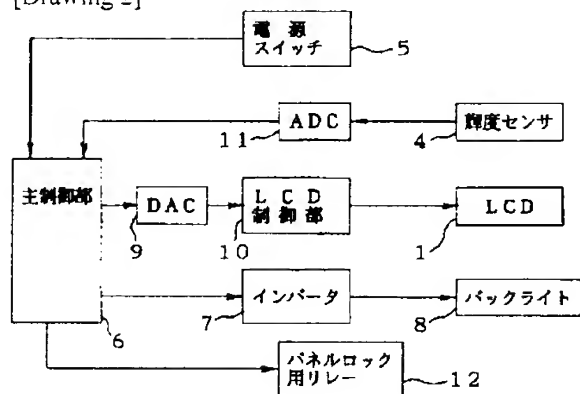 [Drawing 2]
電源
スイッチ
5
ADC
11
輝度センサ
4
主制御部
6
DAC
9
LCD
制御部
10
LCD
1
インバータ
7
バックライト
8
パネルロック
用リレー
12